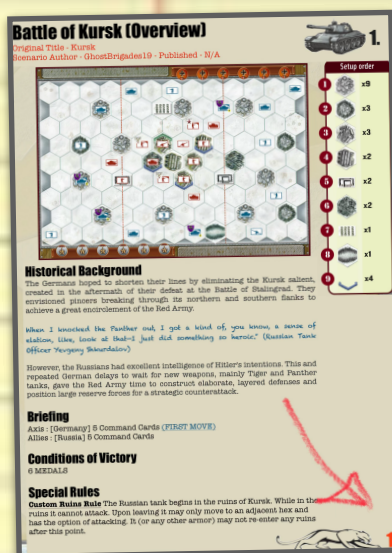 Battle of Kursk (Overview)
1.
Original Title - Kursk
Scenario Author - GhostBrigades19 - Published - N/A
Setup order
1 x9
2 x3
3 x3
4 x2
5 x2
6 x2
7 x1
8 x1
9 x4
Historical Background
The Germans hoped to shorten their lines by eliminating the Kursk salient,
created in the aftermath of their defeat at the Battle of Stalingrad. They
envisioned pincers breaking through its northern and southern flanks to
achieve a great encirclement of the Red Army.
When I knocked the Panther out, I got a kind of, you know, a sense of
elation, like, look at that-I just did something so heroic." (Russian Tank
Officer Yevgeny Shkurdalov)
However, the Russians had excellent intelligence of Hitler's intentions. This and
repeated German delays to wait for new weapons, mainly Tiger and Panther
tanks, gave the Red Army time to construct elaborate, layered defenses and
position large reserve forces for a strategic counterattack.
Briefing
Axis : [Germany] 5 Command Cards (FIRST MOVE)
Allies : [Russia] 5 Command Cards
Conditions of Victory
6 MEDALS
Special Rules
Custom Ruins Rule The Russian tank begins in the ruins of Kursk. While in the
ruins it cannot attack. Upon leaving it may only move to an adjacent hex and
has the option of attacking. It (or any other armor) may not re-enter any ruins
after this point.